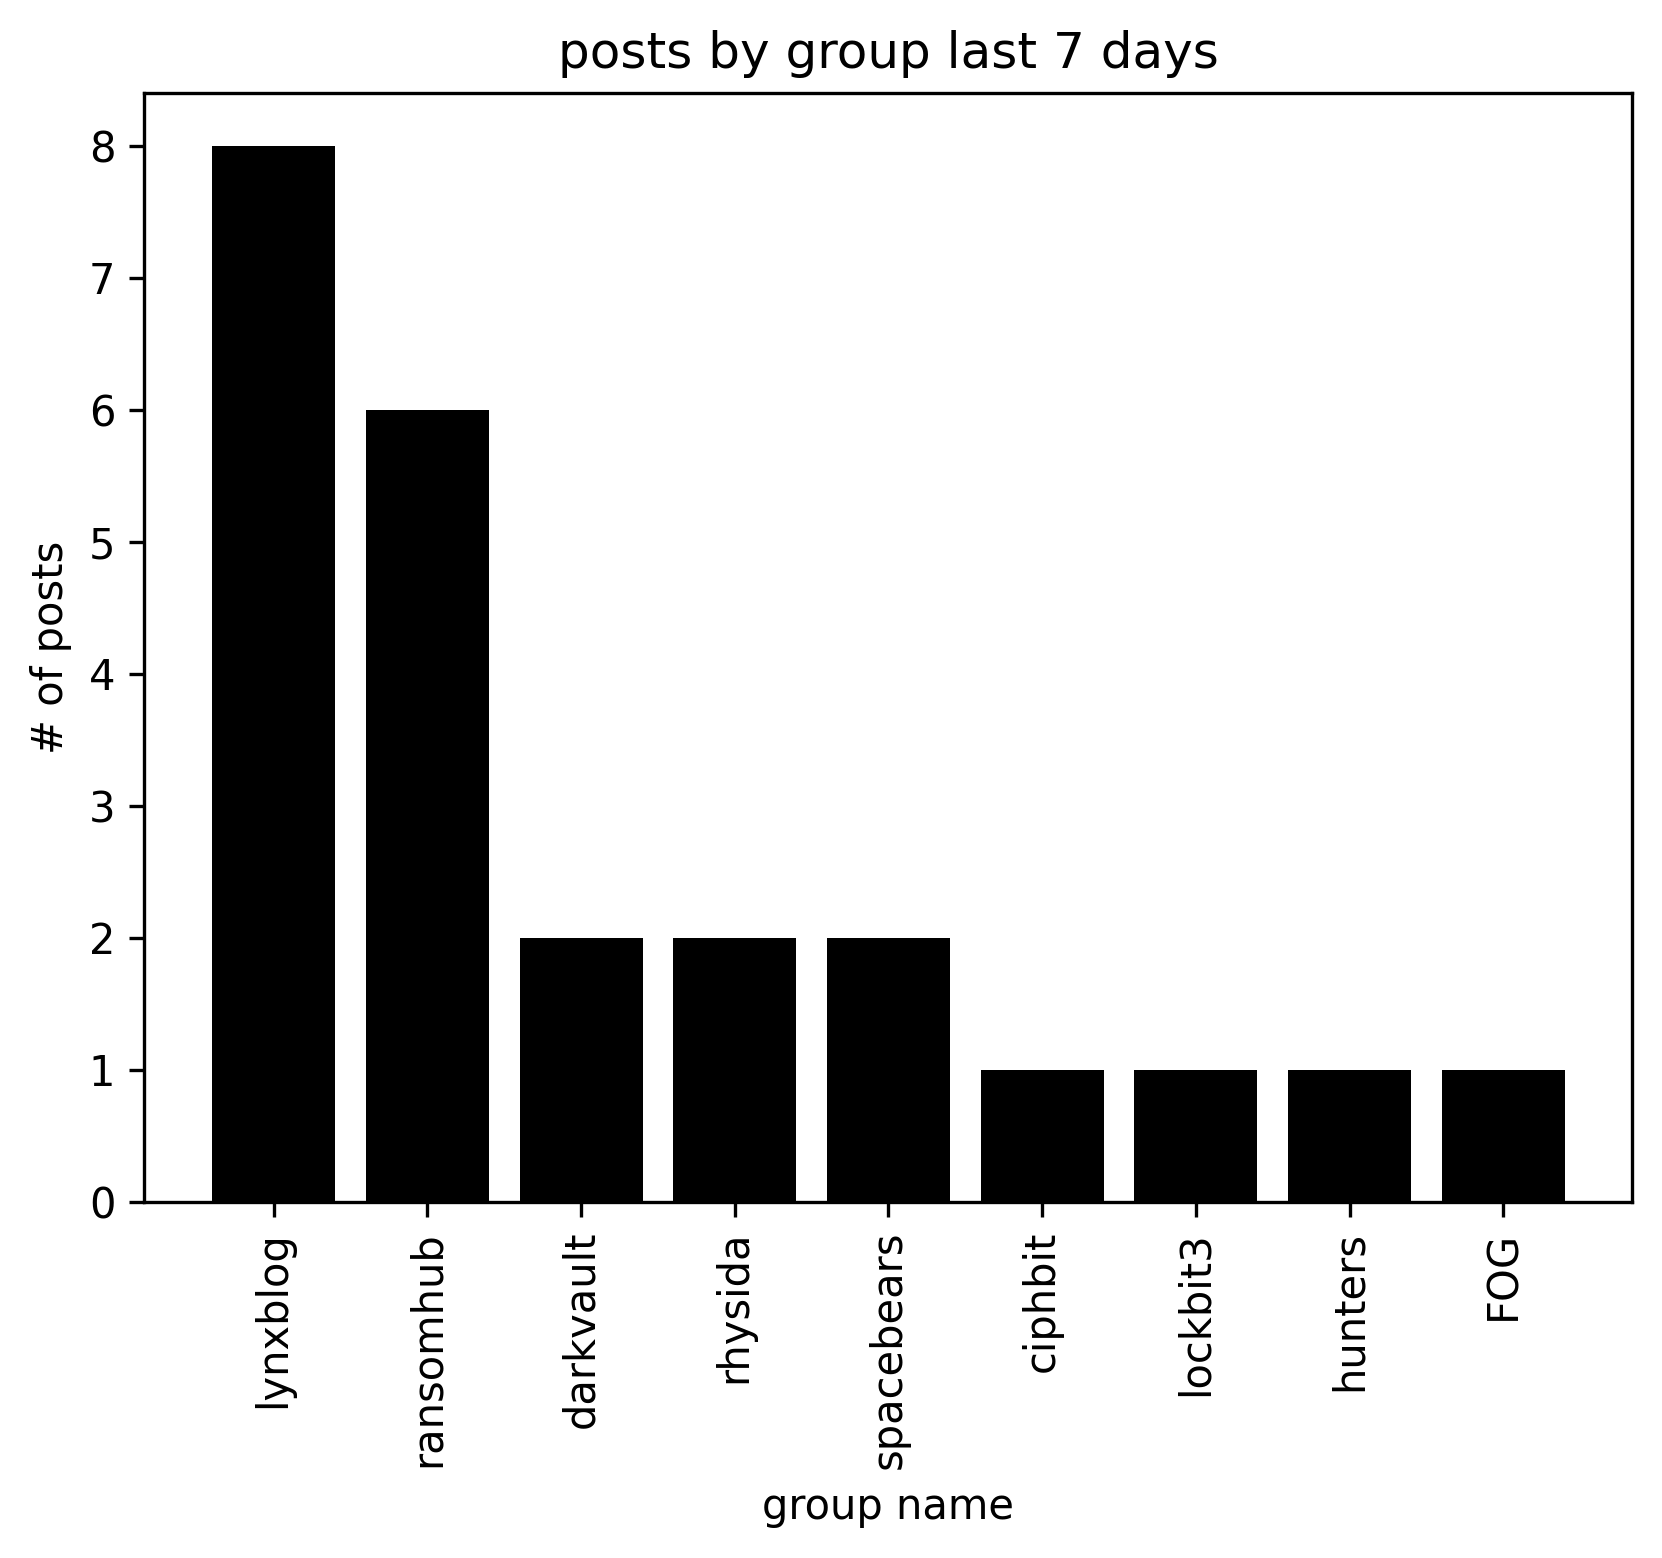 posts by group last 7 days
8
7
6
5
4
3
2
1
0
# of posts
lynxblog
ransomhub
darkvault
rhysida
spacebears
ciphbit
lockbit3
hunters
FOG
group name